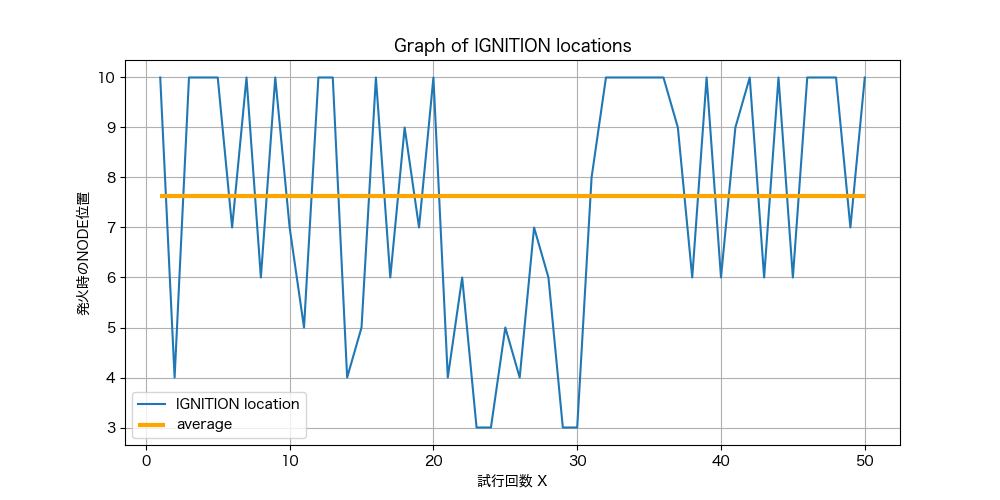 Graph of IGNITION locations
発火時のNODE位置
10
9
8
7
6
5
4
3
IGNITION location
average
0 10 20 30 40 50
試行回数 X